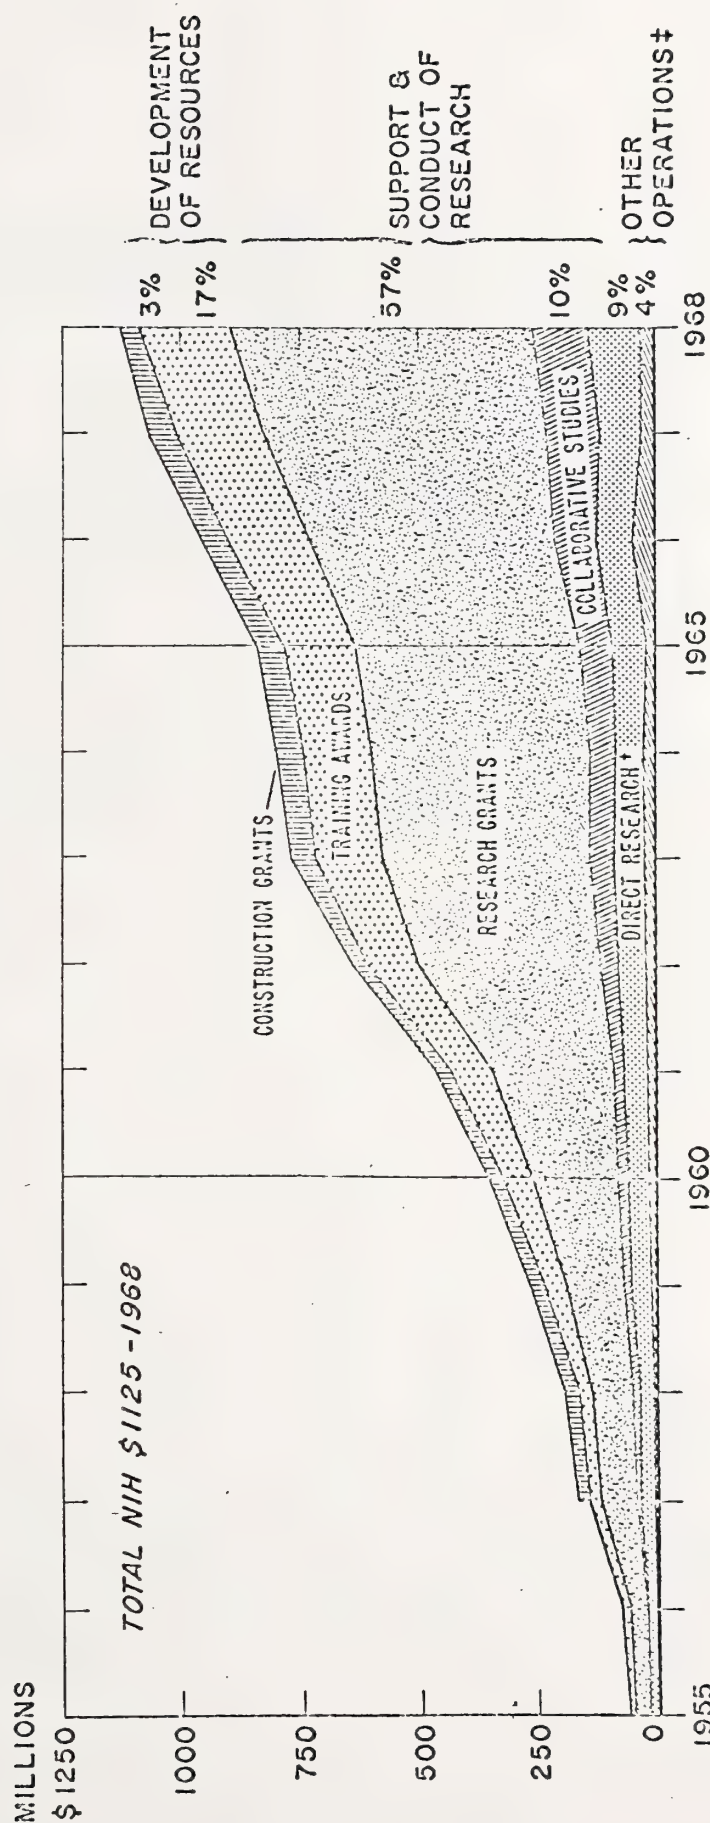 MILLIONS
$1250
1000
750
500
250
0
TOTAL NIH $1125-1968
CONSTRUCTION GRANTS
TRAINING AWARDS
RESEARCH GRANTS
COLLABORATIVE STUDIES
DIRECT RESEARCH†
1955
1960
1965
1968
3%
17%
57%
10%
9%
4%
DEVELOPMENT
OF RESOURCES
SUPPORT &
CONDUCT OF
RESEARCH
OTHER
OPERATIONS‡